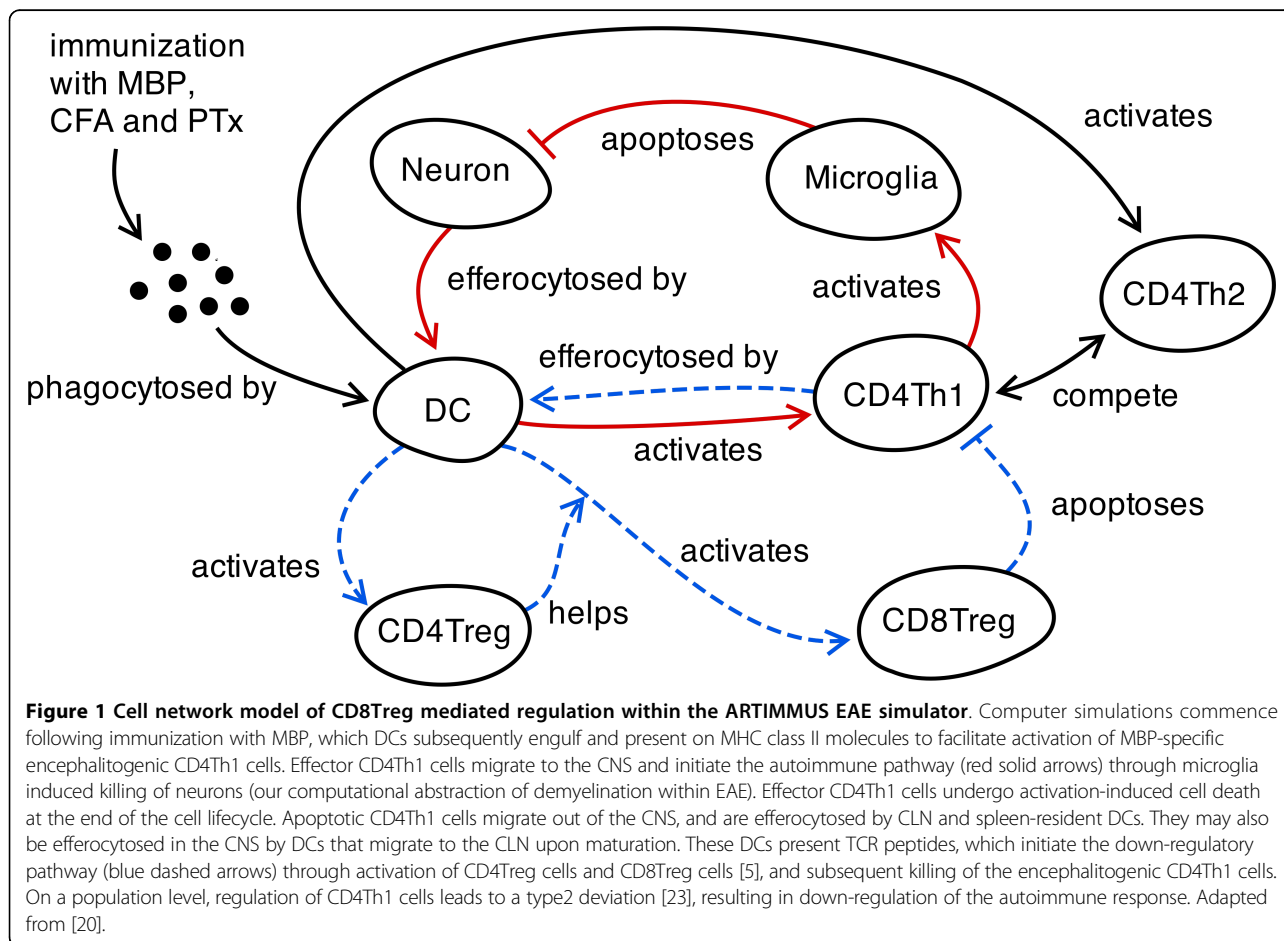 immunization
with MBP,
CFA and PTx
activates
apoptoses
Neuron
Microglia
efferocytosed by
activates
CD4Th2
efferocytosed by
phagocytosed by
DC
CD4Th1
compete
activates
apoptoses
activates
activates
helps
CD4Treg
CD8Treg
Figure 1 Cell network model of CD8Treg mediated regulation within the ARTIMMUS EAE simulator. Computer simulations commence
following immunization with MBP, which DCs subsequently engulf and present on MHC class II molecules to facilitate activation of MBP-specific
encephalitogenic CD4Th1 cells. Effector CD4Th1 cells migrate to the CNS and initiate the autoimmune pathway (red solid arrows) through microglia
induced killing of neurons (our computational abstraction of demyelination within EAE). Effector CD4Th1 cells undergo activation-induced cell death
at the end of the cell lifecycle. Apoptotic CD4Th1 cells migrate out of the CNS, and are efferocytosed by CLN and spleen-resident DCs. They may also
be efferocytosed in the CNS by DCs that migrate to the CLN upon maturation. These DCs present TCR peptides, which initiate the down-regulatory
pathway (blue dashed arrows) through activation of CD4Treg cells and CD8Treg cells [5], and subsequent killing of the encephalitogenic CD4Th1 cells.
On a population level, regulation of CD4Th1 cells leads to a type2 deviation [23], resulting in down-regulation of the autoimmune response. Adapted
from [20].